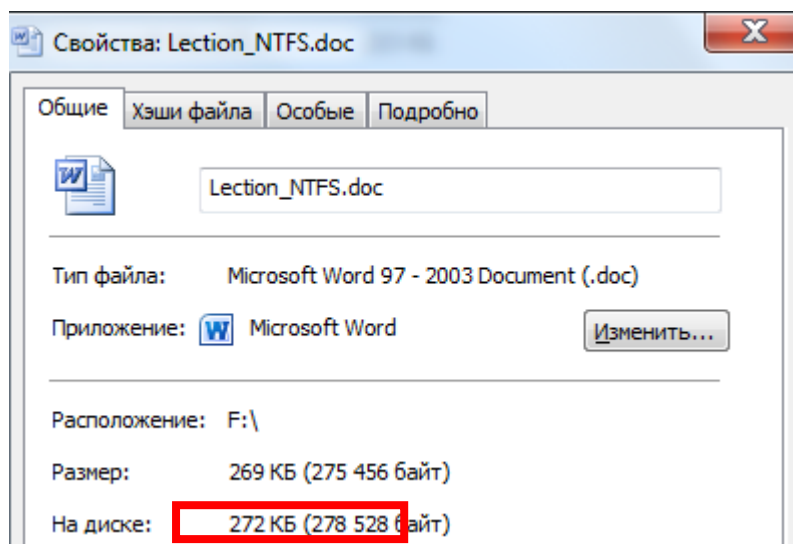 Свойства: Lection_NTFS.doc
Общие Хэши файла Особые Подробно
Lection_NTFS.doc
Тип файла: Microsoft Word 97 - 2003 Document (.doc)
Приложение: Microsoft Word Изменить...
Расположение: F:\
Размер: 269 КБ (275 456 байт)
На диске: 272 КБ (278 528 байт)